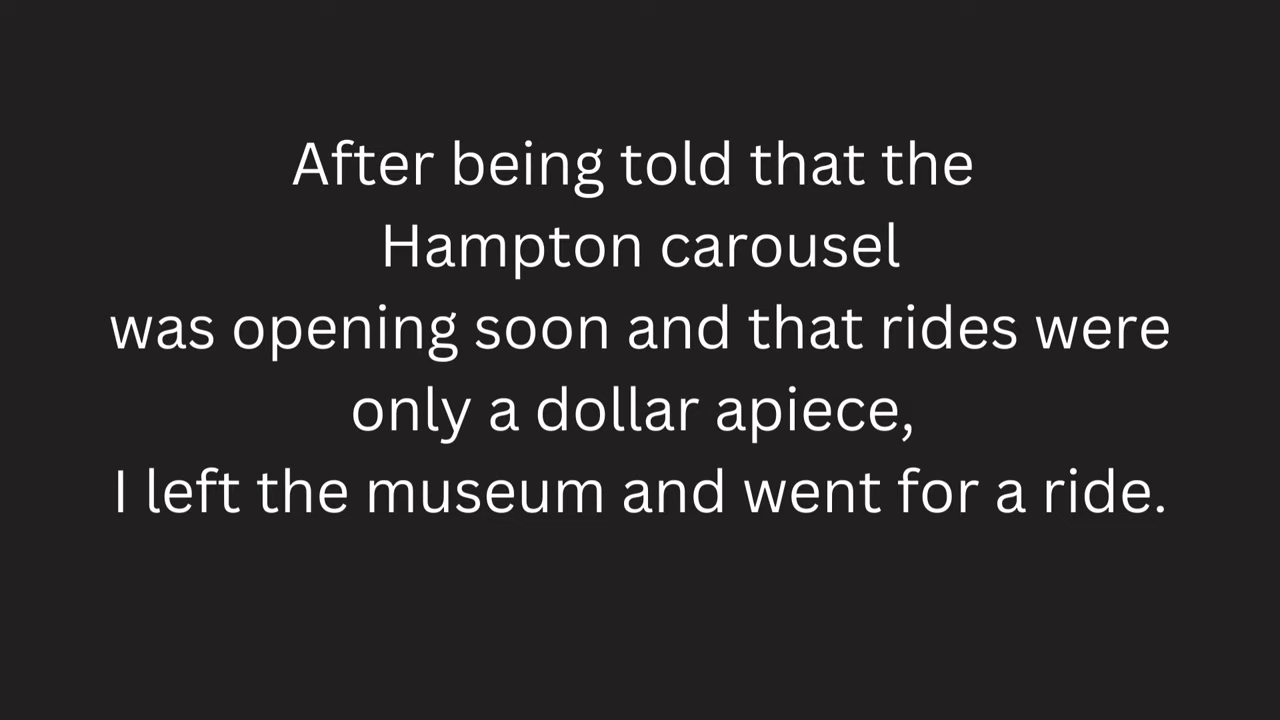 After being told that the
Hampton carousel
was opening soon and that rides were
only a dollar apiece,
I left the museum and went for a ride.